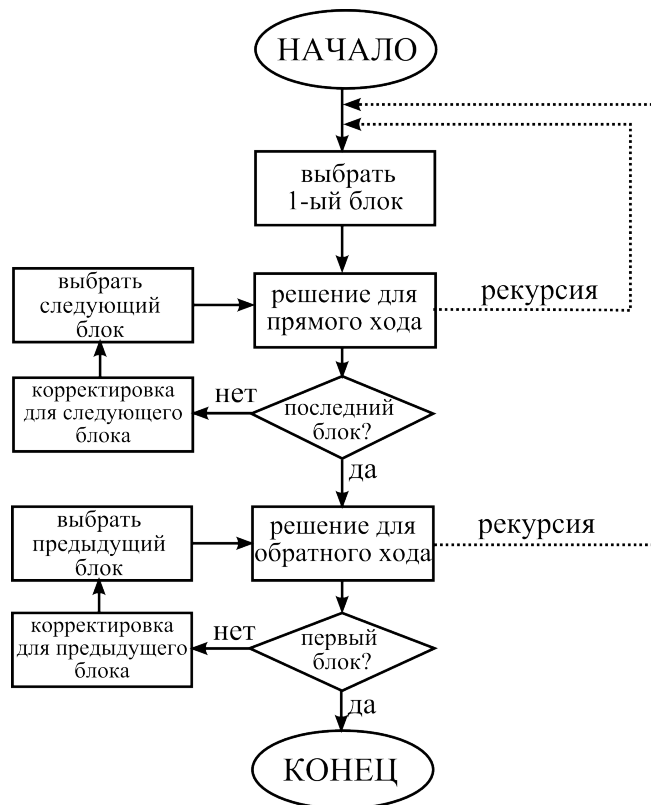 НАЧАЛО
выбрать
1-ый блок
выбрать
следующий
блок
решение для
прямого хода
рекурсия
корректировка
для следующего
блока
нет
последний
блок?
да
выбрать
предыдущий
блок
решение для
обратного хода
рекурсия
корректировка
для предыдущего
блока
нет
первый
блок?
да
КОНЕЦ